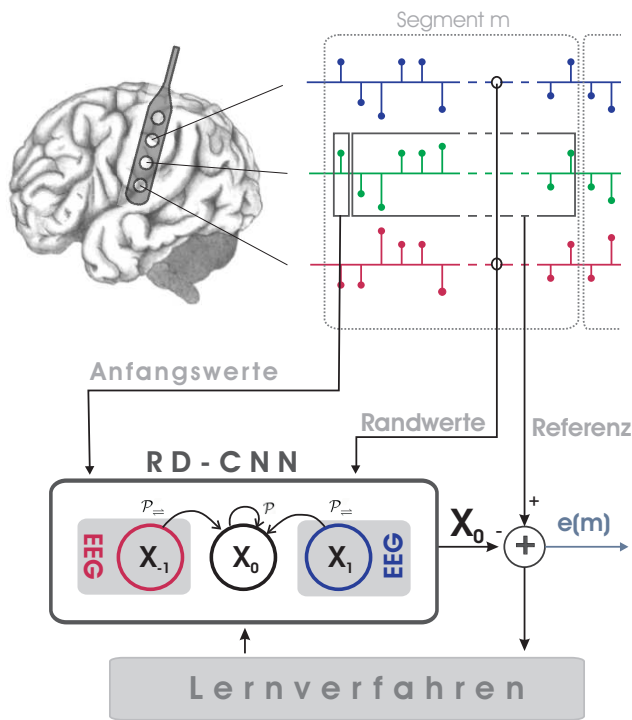 Segment m
Anfangswerte
Randwerte
Referenz
RD-CNN
𝒫⇌ 𝒫 𝒫⇌
EEG X₋₁ X₀ X₁ EEG
X₀ - + +
e(m)
Lernverfahren